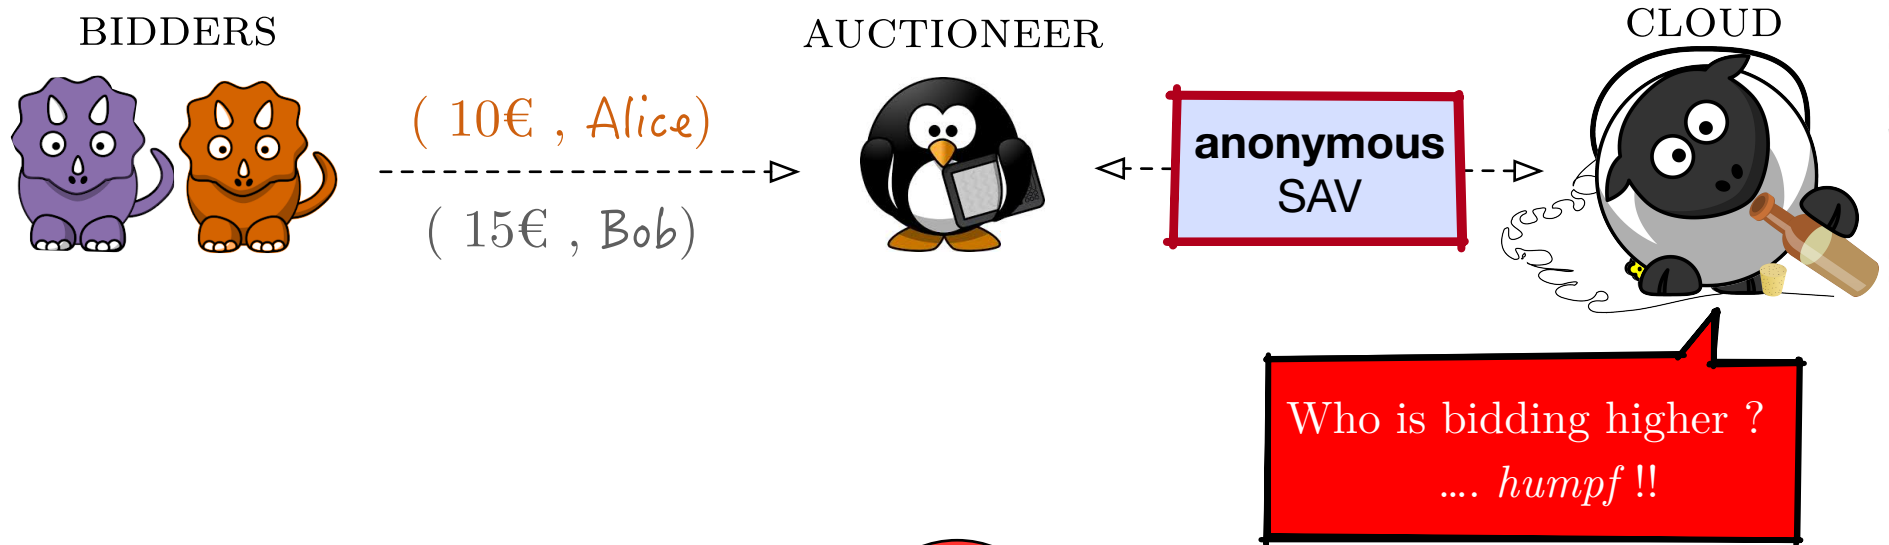 BIDDERS
AUCTIONEER
CLOUD
( 10€ , Alice)
( 15€ , Bob)
anonymous
SAV
Who is bidding higher ?
.... humpf !!